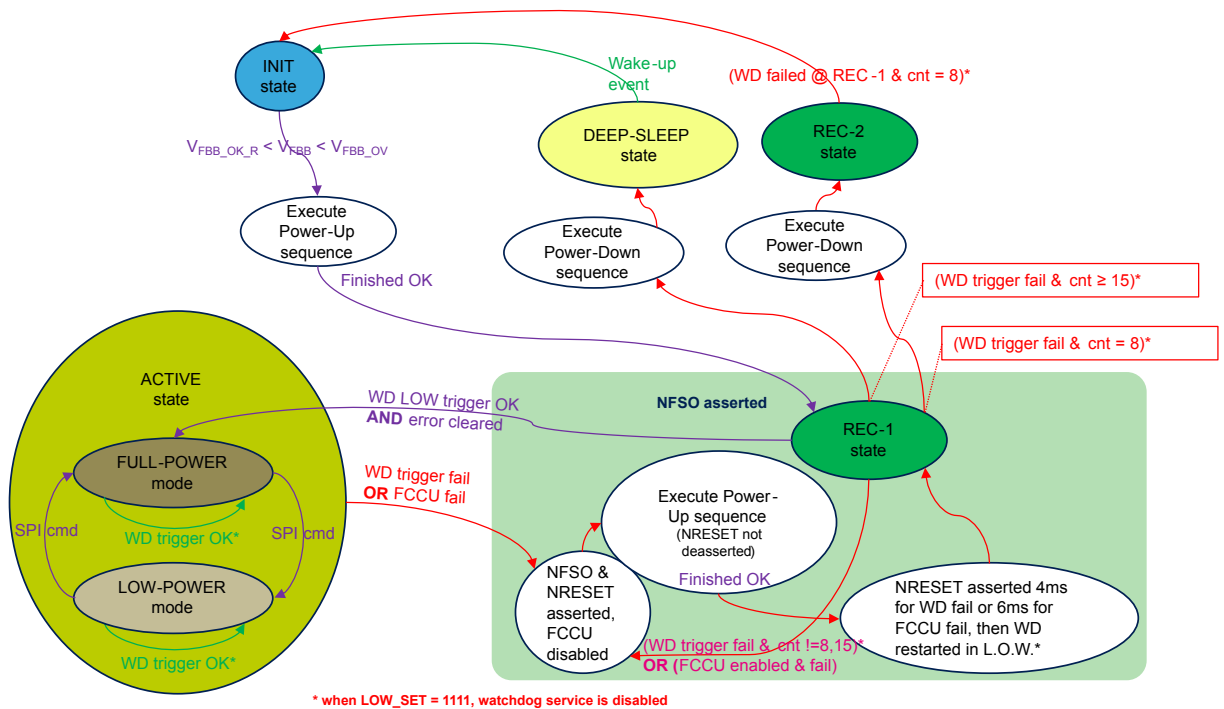 INIT
state
Wake-up
event
(WD failed @ REC-1 & cnt = 8)*
DEEP-SLEEP
state
REC-2
state
VFBB_OK_R < VFBB < VFBB_OV
Execute
Power-Up
sequence
Execute
Power-Down
sequence
Execute
Power-Down
sequence
Finished OK
(WD trigger fail & cnt ≥ 15)*
(WD trigger fail & cnt = 8)*
ACTIVE
state
WD LOW trigger OK
AND error cleared
NFSO asserted
REC-1
state
FULL-POWER
mode
WD trigger fail
OR FCCU fail
Execute Power-
Up sequence
(NRESET not
deasserted)
SPI cmd
WD trigger OK*
SPI cmd
LOW-POWER
mode
WD trigger OK*
NFSO &
NRESET
asserted,
FCCU
disabled
Finished OK
NRESET asserted 4ms
for WD fail or 6ms for
FCCU fail, then WD
restarted in L.O.W.*
(WD trigger fail & cnt !=8,15)*
OR (FCCU enabled & fail)
* when LOW_SET = 1111, watchdog service is disabled